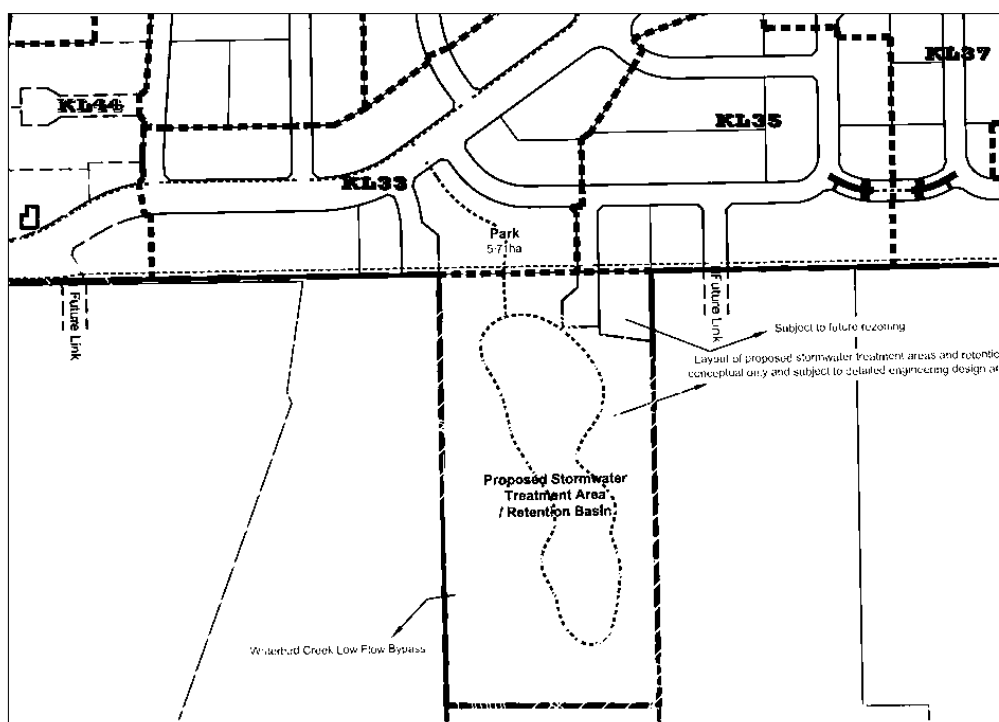 KL37
KL44
KL35
KL33
Park
5·71ha
Future Link
Future Link
Subject to future rezoning
Layout of proposed stormwater treatment areas and retentic
conceptual only and subject to detailed engineering design a
Proposed Stormwater
Treatment Area
/ Retention Basin
Waterbird Creek Low Flow Bypass